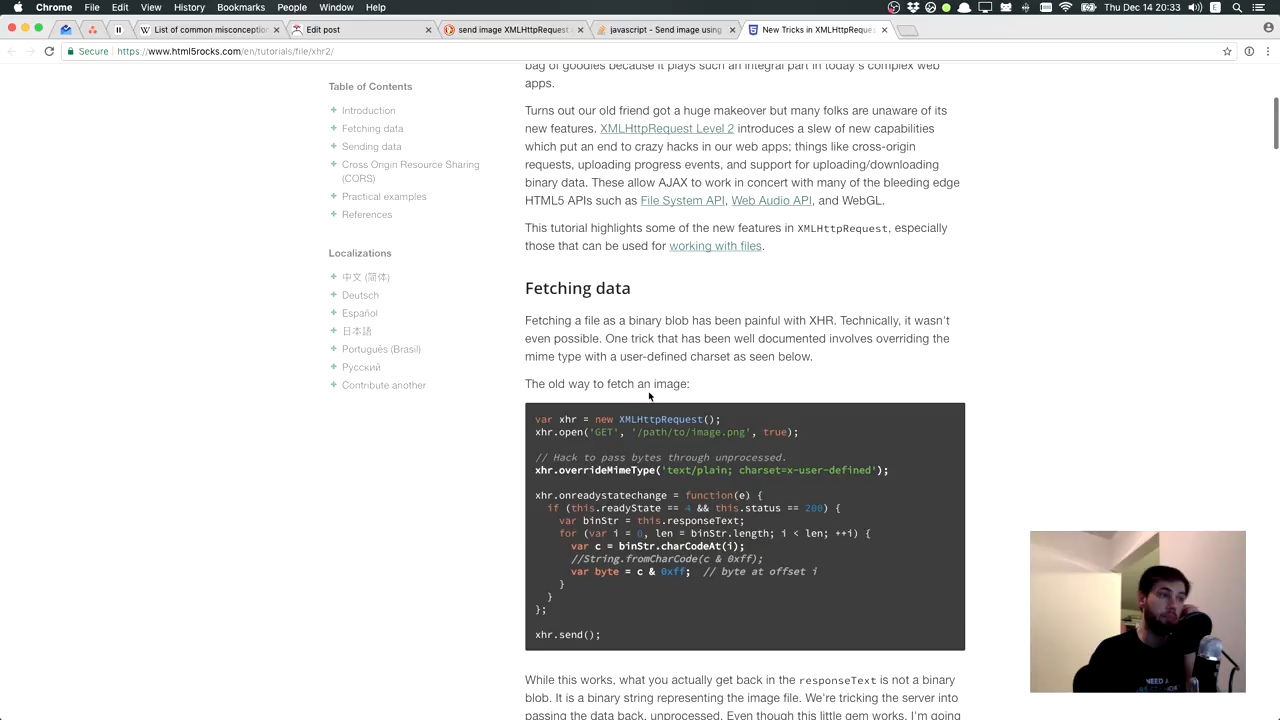 Chrome File Edit View History Bookmarks People Window Help
Thu Dec 14 20:33
List of common misconception
Edit post
send image XMLHttpRequest
javascript - Send image using
New Tricks in XMLHttpReque
Secure https://www.html5rocks.com/en/tutorials/file/xhr2/
Table of Contents
Introduction
Fetching data
Sending data
Cross Origin Resource Sharing
(CORS)
Practical examples
References
Localizations
中文 (简体)
Deutsch
Español
日本語
Português (Brasil)
Русский
Contribute another
bag of goodies because it plays such an integral part in today's complex web
apps.
Turns out our old friend got a huge makeover but many folks are unaware of its
new features. XMLHttpRequest Level 2 introduces a slew of new capabilities
which put an end to crazy hacks in our web apps; things like cross-origin
requests, uploading progress events, and support for uploading/downloading
binary data. These allow AJAX to work in concert with many of the bleeding edge
HTML5 APIs such as File System API, Web Audio API, and WebGL.
This tutorial highlights some of the new features in XMLHttpRequest, especially
those that can be used for working with files.
Fetching data
Fetching a file as a binary blob has been painful with XHR. Technically, it wasn't
even possible. One trick that has been well documented involves overriding the
mime type with a user-defined charset as seen below.
The old way to fetch an image:
var xhr = new XMLHttpRequest();
xhr.open('GET', '/path/to/image.png', true);
// Hack to pass bytes through unprocessed.
xhr.overrideMimeType('text/plain; charset=x-user-defined');
xhr.onreadystatechange = function(e) {
if (this.readyState == 4 && this.status == 200) {
var binStr = this.responseText;
for (var i = 0, len = binStr.length; i < len; ++i) {
var c = binStr.charCodeAt(i);
//String.fromCharCode(c & 0xff);
var byte = c & 0xff; // byte at offset i
}
}
};
xhr.send();
While this works, what you actually get back in the responseText is not a binary
blob. It is a binary string representing the image file. We're tricking the server into
passing the data back, unprocessed. Even though this little gem works, I'm going
NEED A